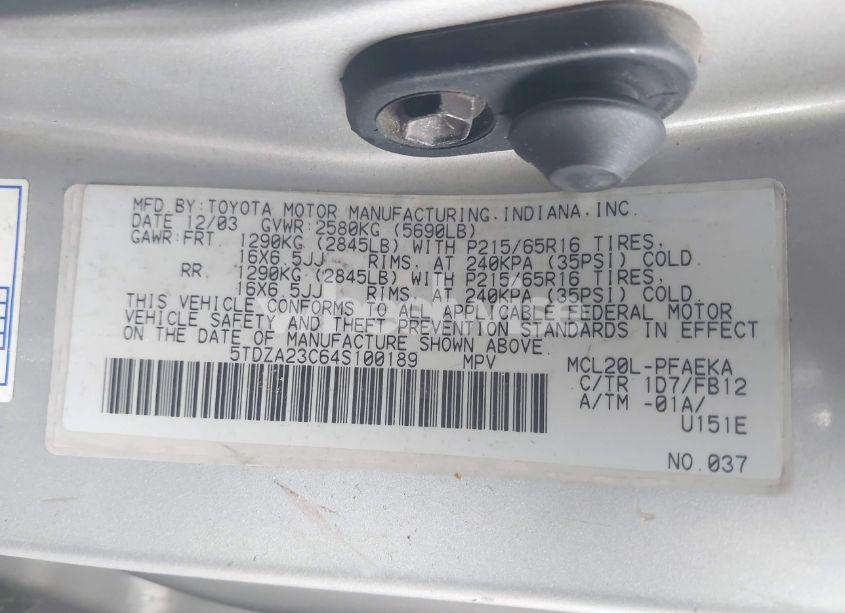 MFD BY:TOYOTA MOTOR MANUFACTURING.INDIANA,INC.
DATE 12/03 GVWR:2580KG (5690LB)
GAWR:FRT. 1290KG (2845LB) WITH P215/65R16 TIRES,
16X6.5JJ RIMS, AT 240KPA (35PSI) COLD.
RR. 1290KG (2845LB) WITH P215/65R16 TIRES,
16X6.5JJ RIMS, AT 240KPA (35PSI) COLD.
THIS VEHICLE CONFORMS TO ALL APPLICABLE FEDERAL MOTOR
VEHICLE SAFETY AND THEFT PREVENTION STANDARDS IN EFFECT
ON THE DATE OF MANUFACTURE SHOWN ABOVE.
5TDZA23C64S100189 MPV MCL20L-PFAEKA
C/TR 1D7/FB12
A/TM -01A/
U151E
NO.037